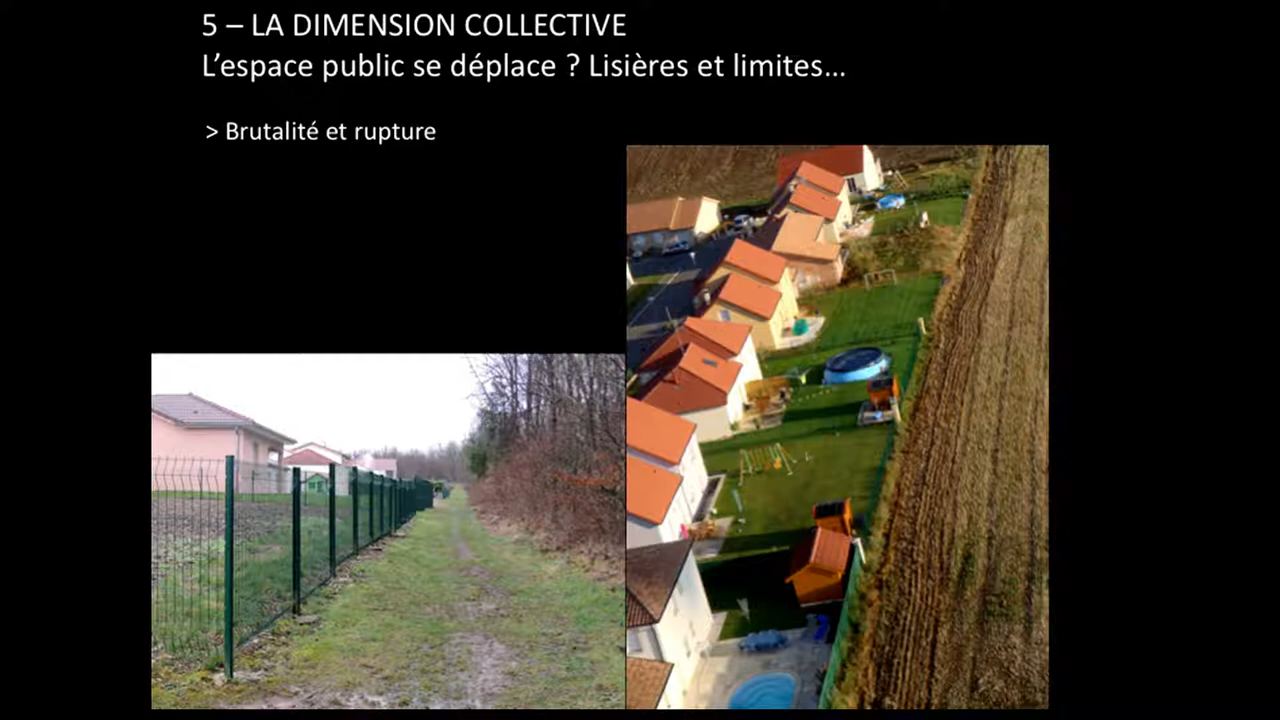 5 – LA DIMENSION COLLECTIVE
L’espace public se déplace ? Lisières et limites…
> Brutalité et rupture